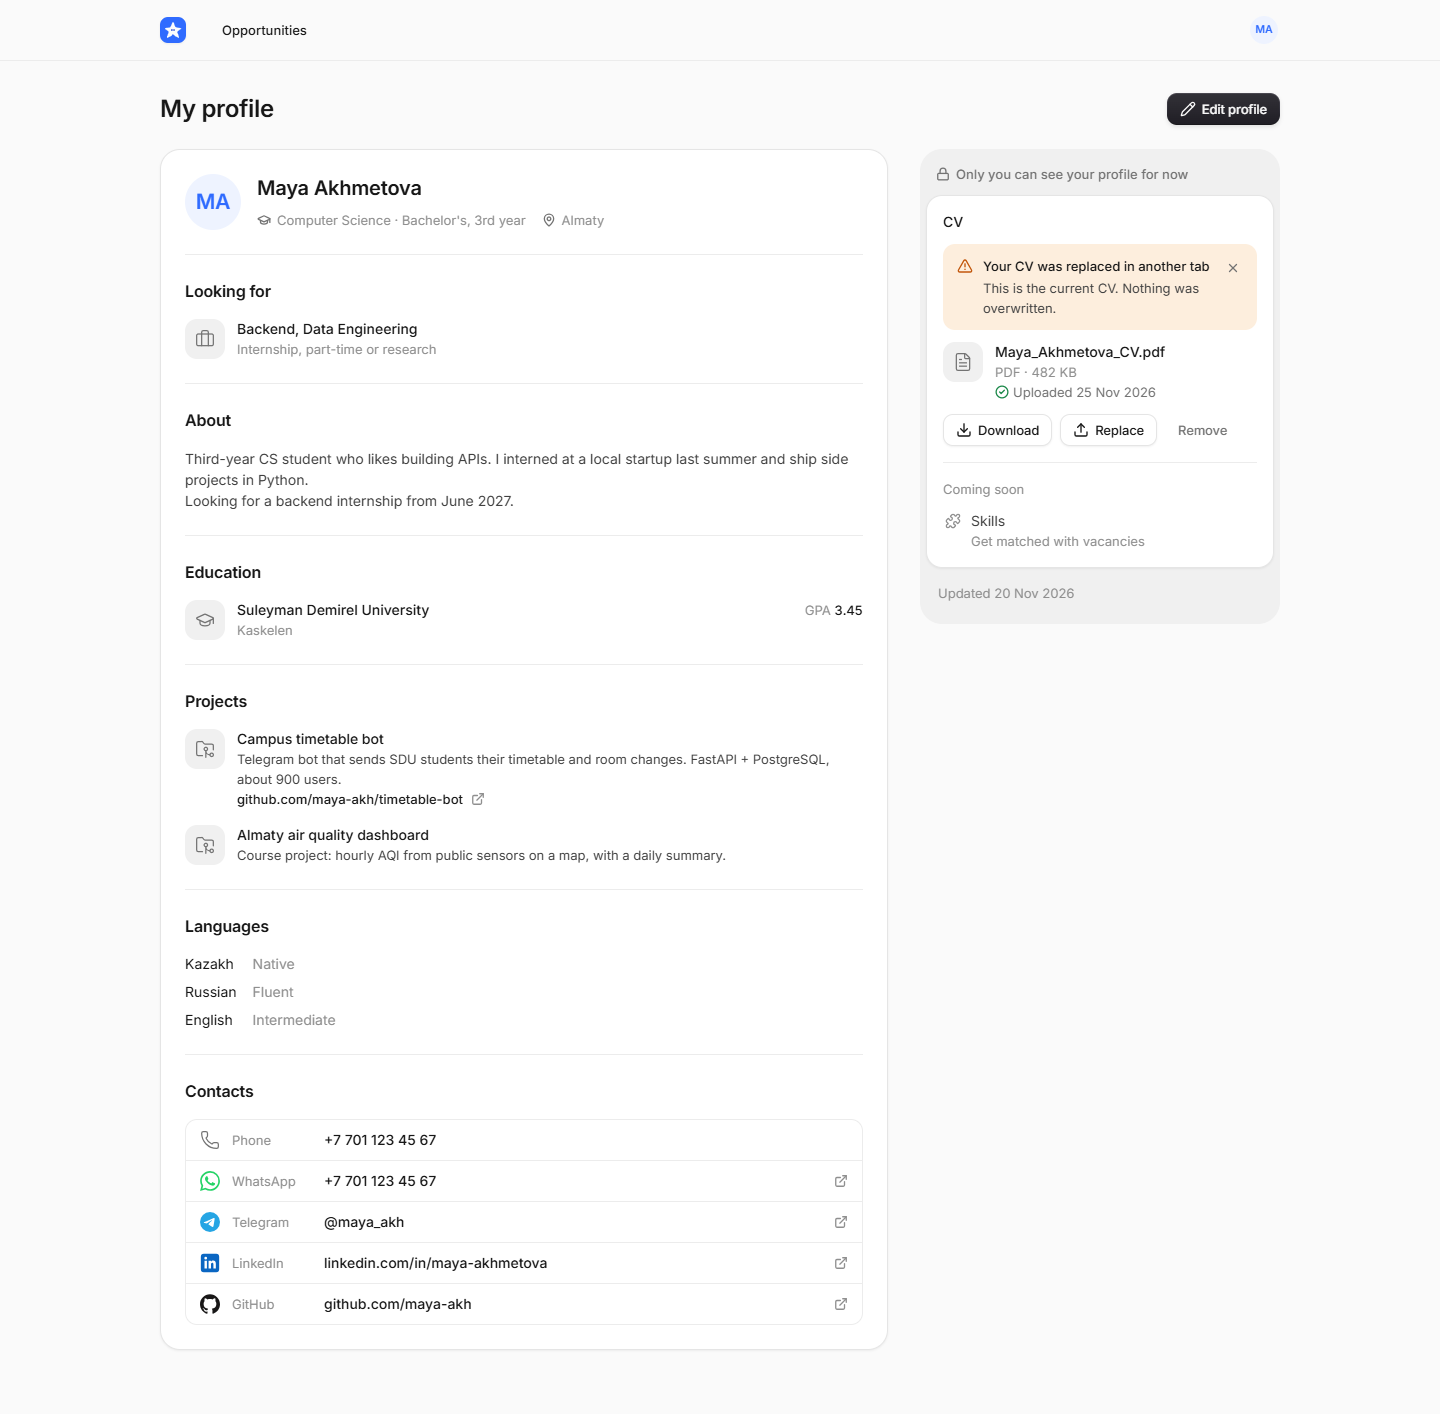 Opportunities
MA
My profile
Edit profile
MA
Maya Akhmetova
Computer Science · Bachelor's, 3rd year
Almaty
Looking for
Backend, Data Engineering
Internship, part-time or research
About
Third-year CS student who likes building APIs. I interned at a local startup last summer and ship side
projects in Python.
Looking for a backend internship from June 2027.
Education
Suleyman Demirel University
GPA 3.45
Kaskelen
Projects
Campus timetable bot
Telegram bot that sends SDU students their timetable and room changes. FastAPI + PostgreSQL,
about 900 users.
github.com/maya-akh/timetable-bot
Almaty air quality dashboard
Course project: hourly AQI from public sensors on a map, with a daily summary.
Languages
Kazakh Native
Russian Fluent
English Intermediate
Contacts
Phone +7 701 123 45 67
WhatsApp +7 701 123 45 67
Telegram @maya_akh
LinkedIn linkedin.com/in/maya-akhmetova
GitHub github.com/maya-akh
Only you can see your profile for now
CV
Your CV was replaced in another tab
This is the current CV. Nothing was
overwritten.
Maya_Akhmetova_CV.pdf
PDF · 482 KB
Uploaded 25 Nov 2026
Download
Replace
Remove
Coming soon
Skills
Get matched with vacancies
Updated 20 Nov 2026